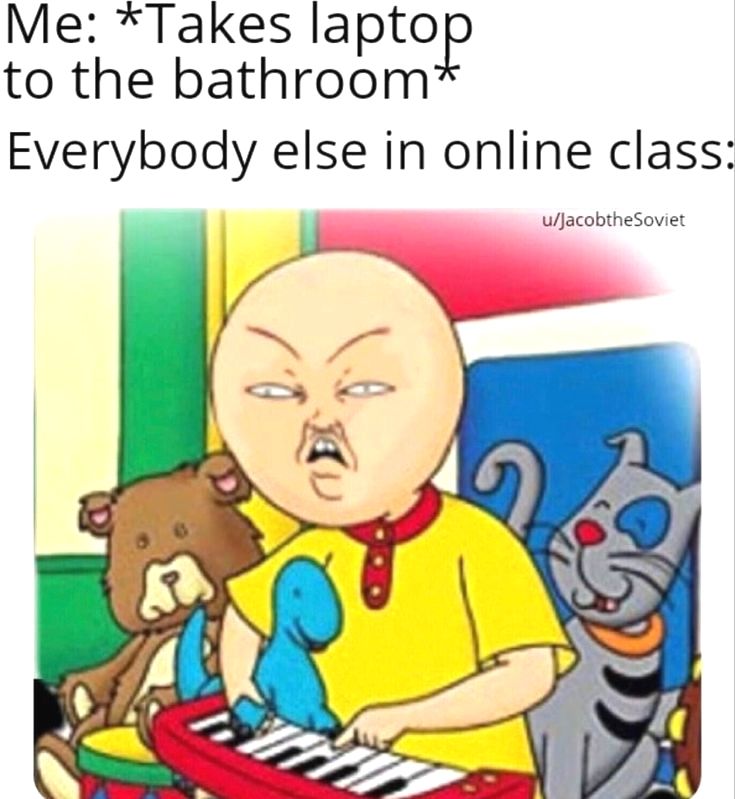 Me: *Takes laptop
to the bathroom*
Everybody else in online class:
u/JacobtheSoviet